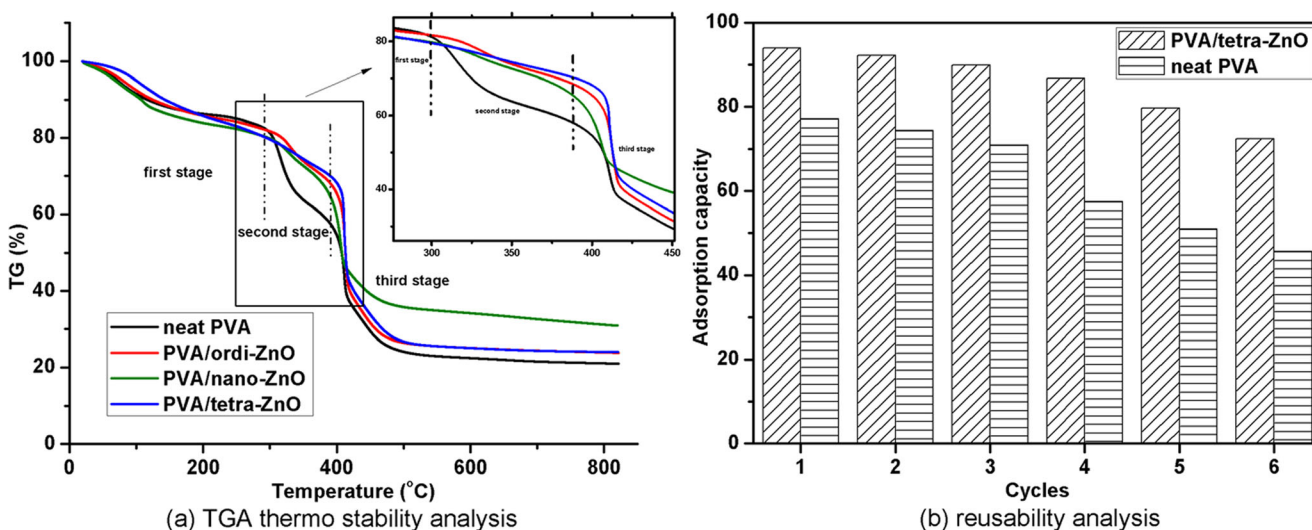 100
80
60
40
20
0
TG (%)
0
200
400
600
800
Temperature (°C)
first stage
second stage
third stage
neat PVA
PVA/ordi-ZnO
PVA/nano-ZnO
PVA/tetra-ZnO
80
60
40
300
350
400
450
first stage
second stage
third stage
(a) TGA thermo stability analysis
100
80
60
40
20
0
Adsorption capacity
PVA/tetra-ZnO
neat PVA
1 2 3 4 5 6
Cycles
(b) reusability analysis